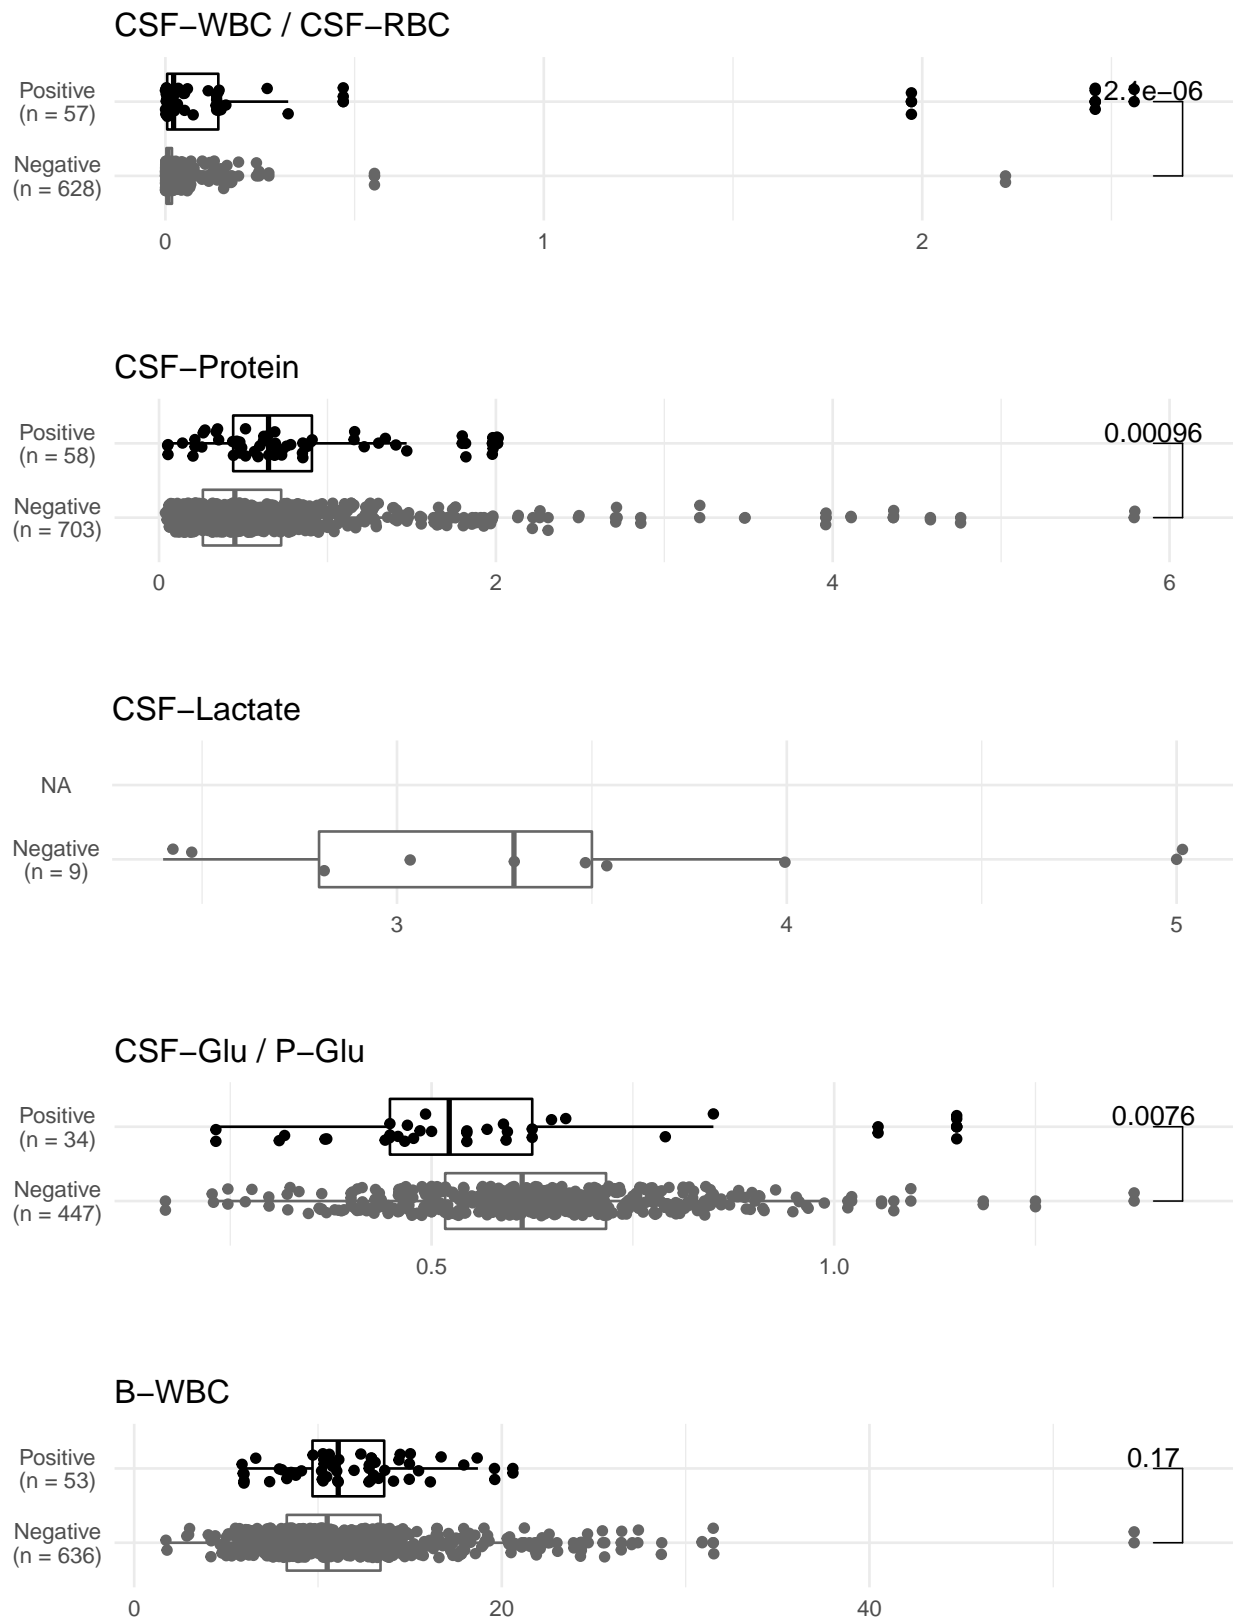 CSF−WBC / CSF−RBC
Positive
(n = 57)
Negative
(n = 628)
0 1 2
CSF−Protein
Positive
(n = 58)
0.00096
Negative
(n = 703)
0 2 4 6
CSF−Lactate
NA
Negative
(n = 9)
3 4 5
CSF−Glu / P−Glu
Positive
(n = 34)
0.0076
Negative
(n = 447)
0.5 1.0
B−WBC
Positive
(n = 53)
0.17
Negative
(n = 636)
0 20 40